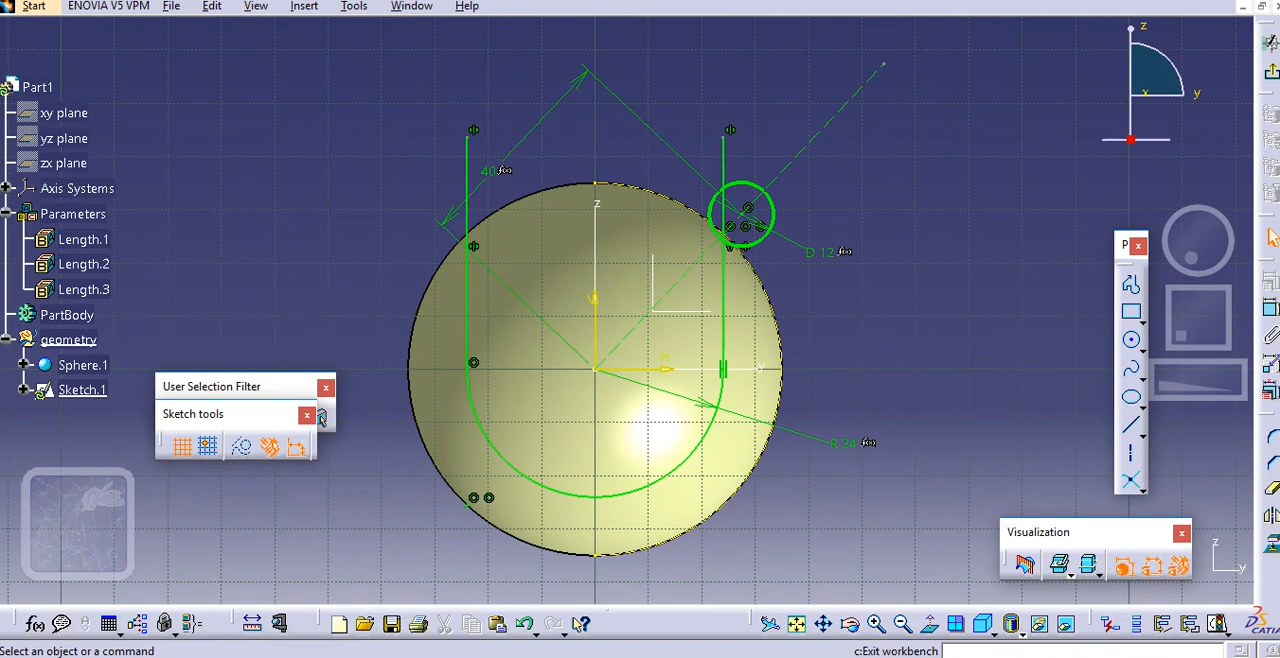 Start ENOVIA V5 VPM File Edit View Insert Tools Window Help
z
x
y
Part1
xy plane
yz plane
zx plane
Axis Systems
Parameters
Length.1
Length.2
Length.3
PartBody
geometry
Sphere.1
Sketch.1
40 f(x)
D 12 f(x)
R 24 f(x)
z
V
H
y
P... x
User Selection Filter x
Sketch tools x
Visualization x
z
y
f(x)
CATIA
Select an object or a command
c:Exit workbench